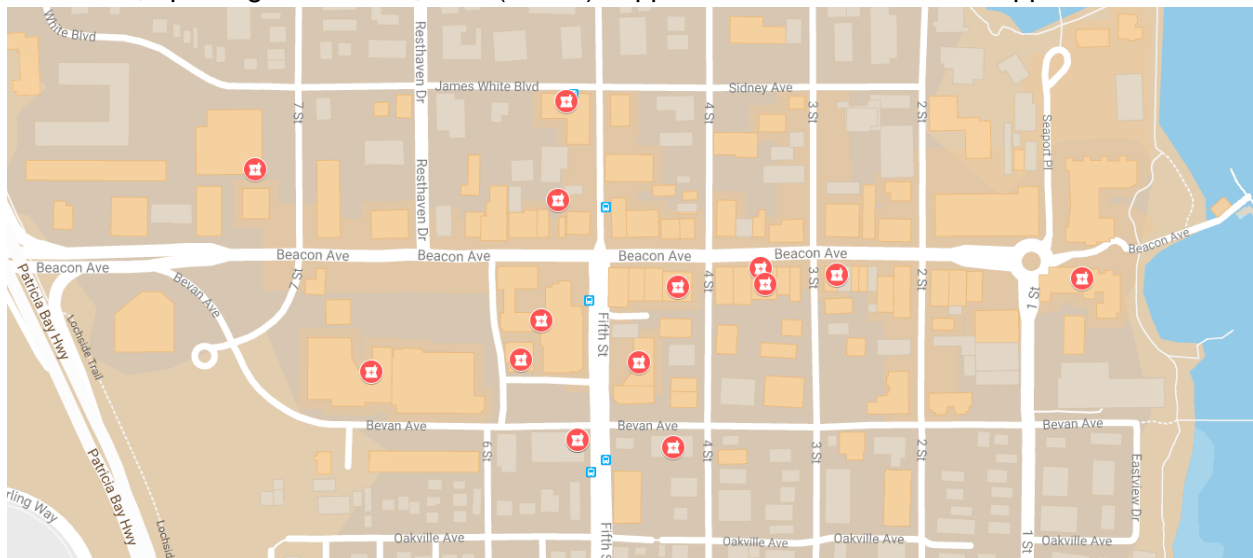 White Blvd
Resthaven Dr
James White Blvd
Sidney Ave
7 St
4 St
3 St
2 St
Seaport Pl
Resthaven Dr
Beacon Ave
Beacon Ave
Beacon Ave
Beacon Ave
Beacon Ave
Beacon Ave
7 St
4 St
3 St
2 St
1 St
Bevan Ave
Patricia Bay Hwy
Lochside Trail
Fifth St
Bevan Ave
Bevan Ave
Bevan Ave
6 St
4 St
3 St
2 St
Patricia Bay Hwy
Eastview Dr
Lochside
Oakville Ave
Oakville Ave
Oakville Ave
Fifth S
1 St